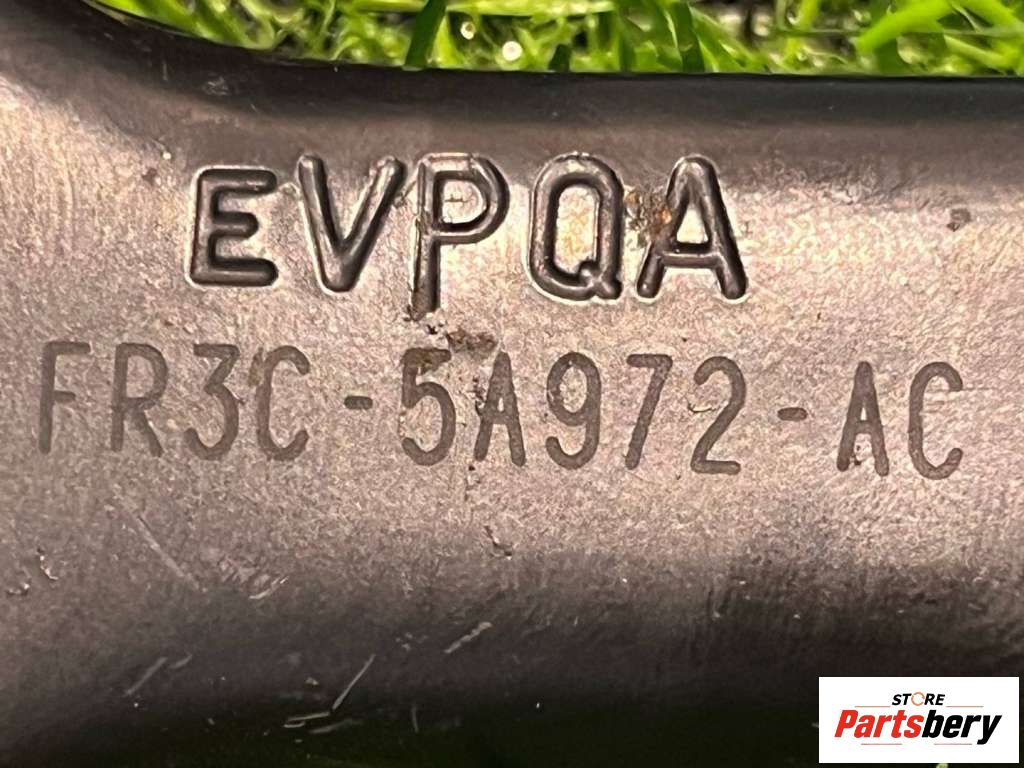 EVPQA
FR3C-5A972-AC
STORE
Partsbery